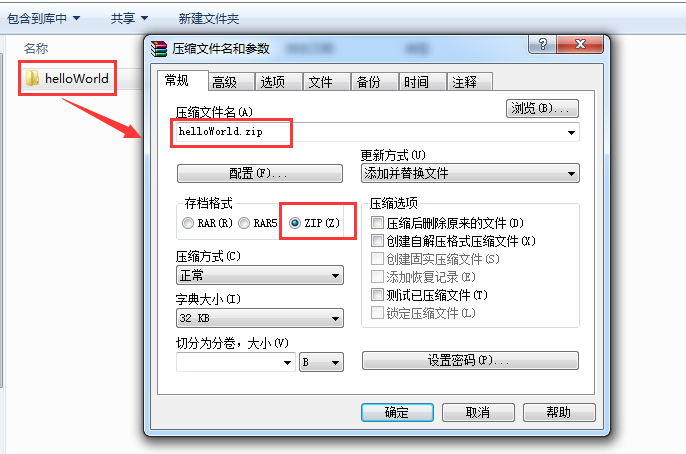 包含到库中 共享 新建文件夹
名称
helloWorld
压缩文件名和参数
常规 高级 选项 文件 备份 时间 注释
压缩文件名(A)
浏览(B)...
helloWorld.zip
更新方式(U)
配置(F)...
添加并替换文件
存档格式
RAR(R) RAR5 ZIP(Z)
压缩选项
压缩后删除原来的文件(D)
创建自解压格式压缩文件(X)
创建固实压缩文件(S)
添加恢复记录(E)
测试已压缩文件(T)
锁定压缩文件(L)
压缩方式(C)
正常
字典大小(I)
32 KB
切分为分卷，大小(V)
B
设置密码(P)...
确定 取消 帮助